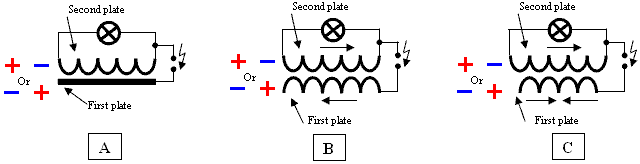 Second plate
+ −
Or
− +
First plate
A
Second plate
+ −
Or
− +
First plate
B
Second plate
+ −
Or
− +
First plate
C